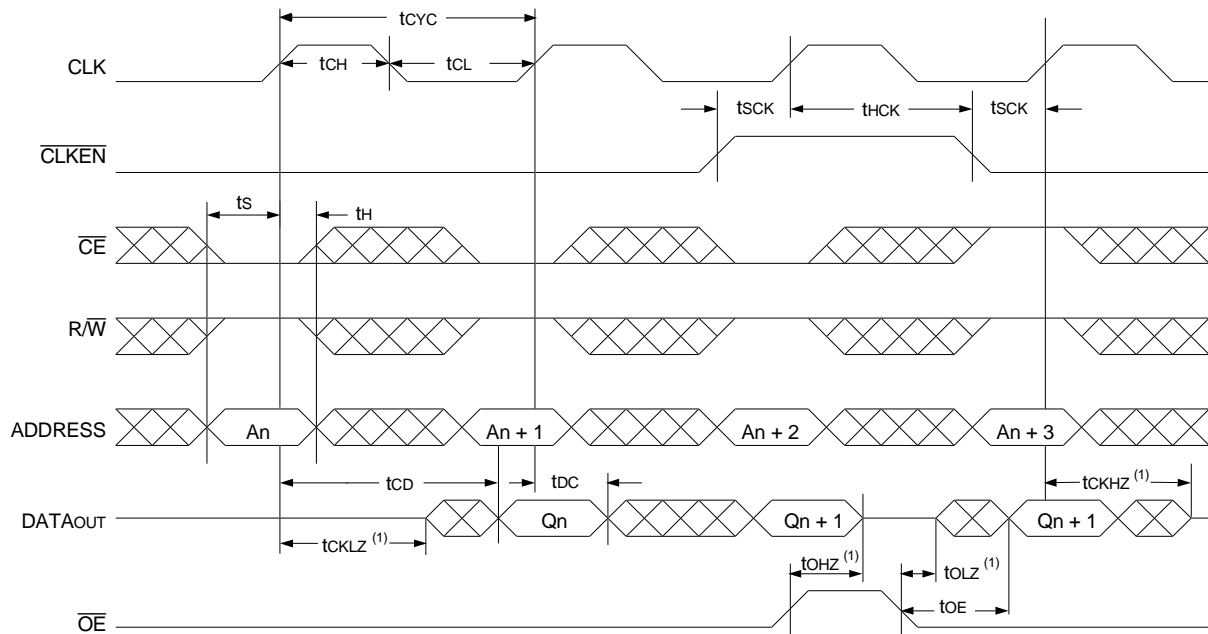 tCYC
CLK
tCH
tCL
tSCK
tHCK
tSCK
CLKEN
tS
tH
CE
R/W
ADDRESS
An
An + 1
An + 2
An + 3
tCD
tDC
tCKHZ (1)
DATAOUT
Qn
Qn + 1
Qn + 1
tCKLZ (1)
tOHZ (1)
tOLZ (1)
tOE
OE